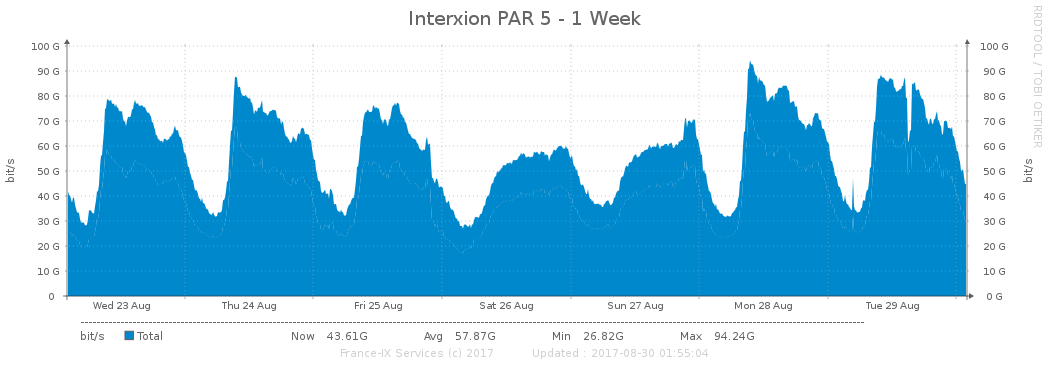 Interxion PAR 5 - 1 Week
RRDTOOL / TOBI OETIKER
bit/s
100 G
90 G
80 G
70 G
60 G
50 G
40 G
30 G
20 G
10 G
0
100 G
90 G
80 G
70 G
60 G
50 G
40 G
30 G
20 G
10 G
0 G
bit/s
Wed 23 Aug Thu 24 Aug Fri 25 Aug Sat 26 Aug Sun 27 Aug Mon 28 Aug Tue 29 Aug
bit/s Total Now 43.61G Avg 57.87G Min 26.82G Max 94.24G
France-IX Services (c) 2017 Updated : 2017-08-30 01:55:04